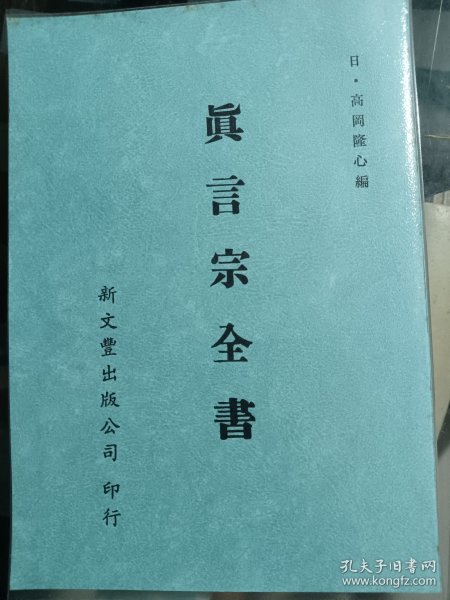 日・高岡隆心編
眞言宗全書
新文豐出版公司 印行
孔夫子旧书网
www.kongfz.com